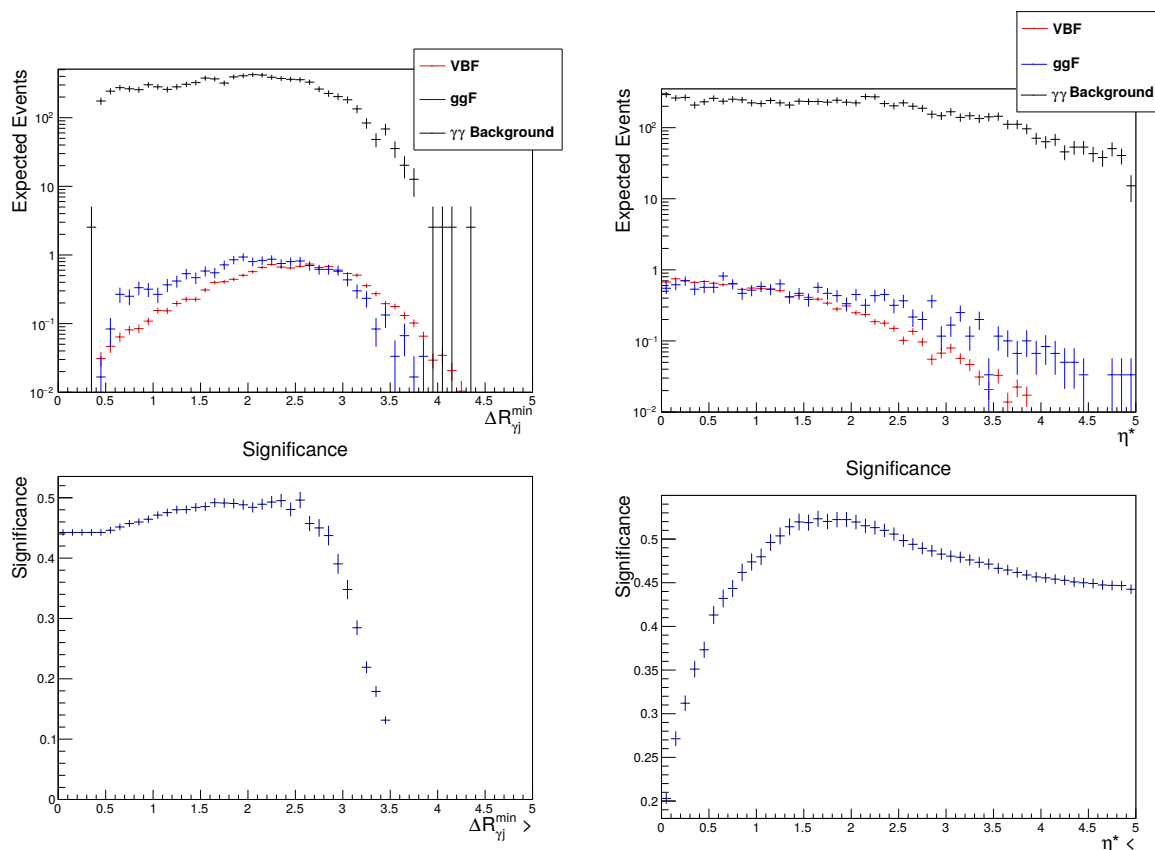 VBF
ggF
γγ Background
Expected Events
10²
10
1
10⁻¹
10⁻²
0 0.5 1 1.5 2 2.5 3 3.5 4 4.5 5
ΔR^min_γj
VBF
ggF
γγ Background
Expected Events
10²
10
1
10⁻¹
10⁻²
0 0.5 1 1.5 2 2.5 3 3.5 4 4.5 5
η*
Significance
Significance
0.5
0.4
0.3
0.2
0.1
0
0 0.5 1 1.5 2 2.5 3 3.5 4 4.5 5
ΔR^min_γj >
Significance
Significance
0.5
0.45
0.4
0.35
0.3
0.25
0.2
0 0.5 1 1.5 2 2.5 3 3.5 4 4.5 5
η* <